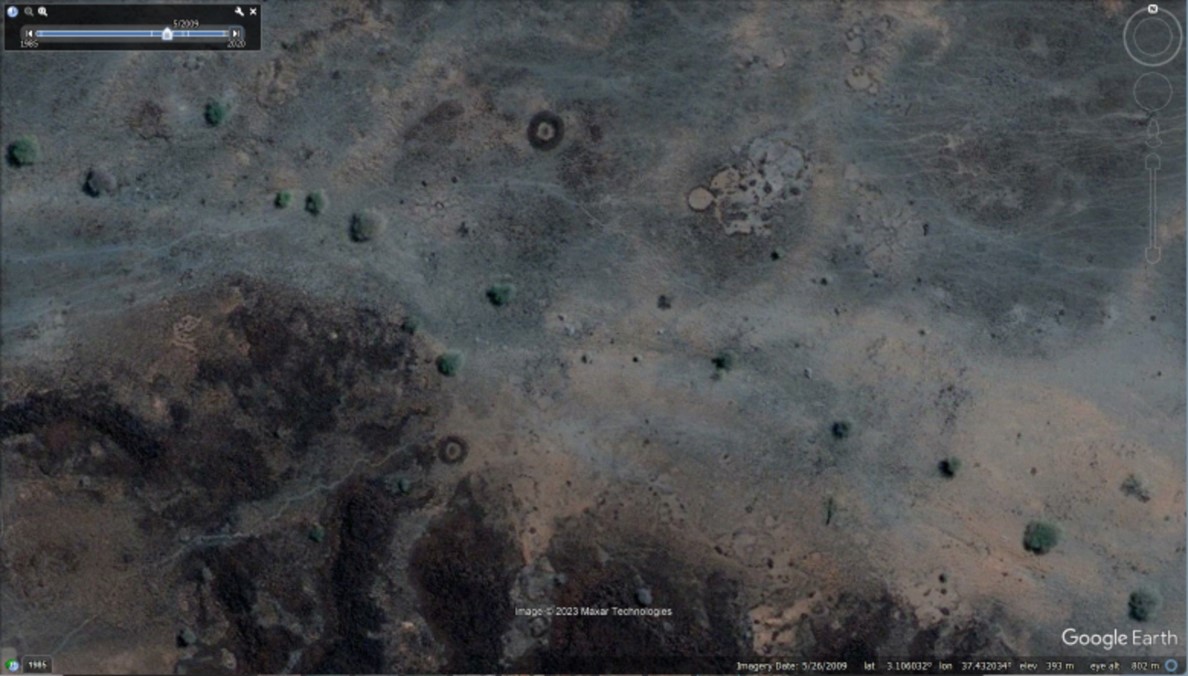 5/2009
1985
2020
N
Image © 2023 Maxar Technologies
Google Earth
1985
Imagery Date: 5/26/2009 lat 3.106032° lon 37.432034° elev 393 m eye alt 802 m